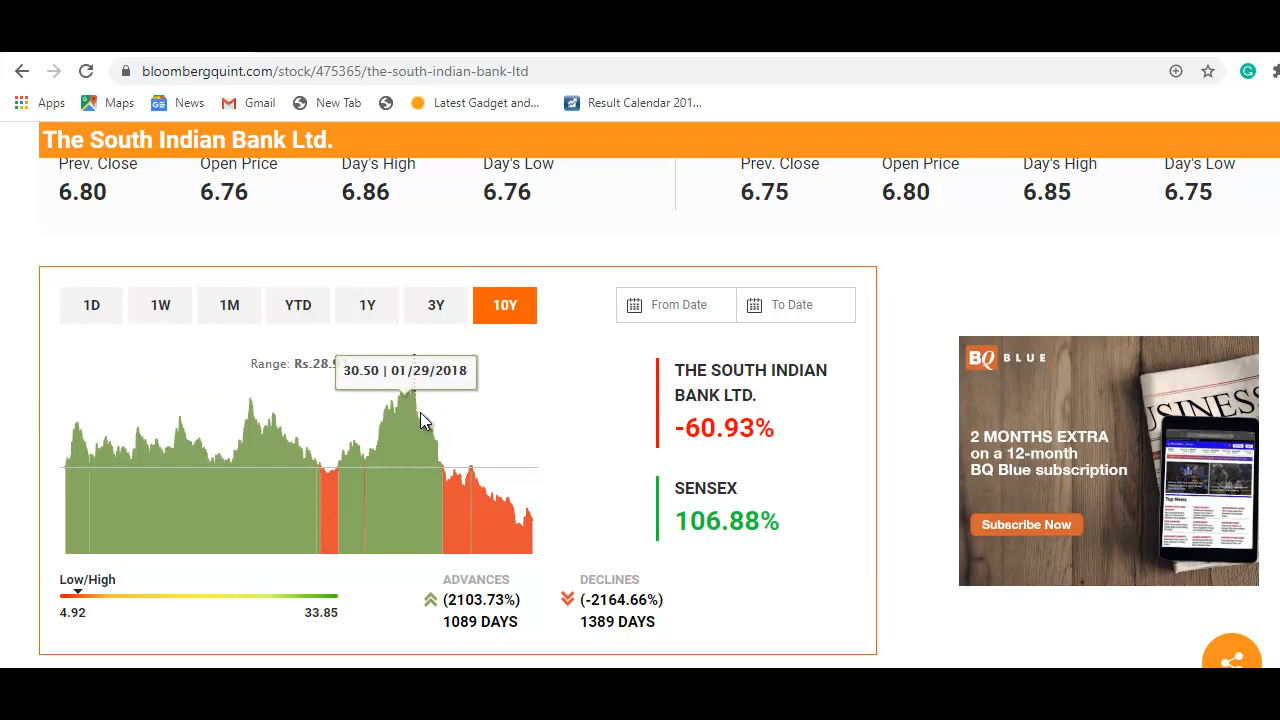 bloombergquint.com/stock/475365/the-south-indian-bank-ltd
Apps Maps News Gmail New Tab Latest Gadget and... Result Calendar 201...
The South Indian Bank Ltd.
Prev. Close Open Price Day's High Day's Low Prev. Close Open Price Day's High Day's Low
6.80 6.76 6.86 6.76 6.75 6.80 6.85 6.75
1D 1W 1M YTD 1Y 3Y 10Y From Date To Date
Range: Rs.28.9
30.50 | 01/29/2018
THE SOUTH INDIAN
BANK LTD.
-60.93%
SENSEX
106.88%
Low/High
4.92 33.85
ADVANCES DECLINES
(2103.73%) (-2164.66%)
1089 DAYS 1389 DAYS
BQ BLUE
2 MONTHS EXTRA
on a 12-month
BQ Blue subscription
Subscribe Now